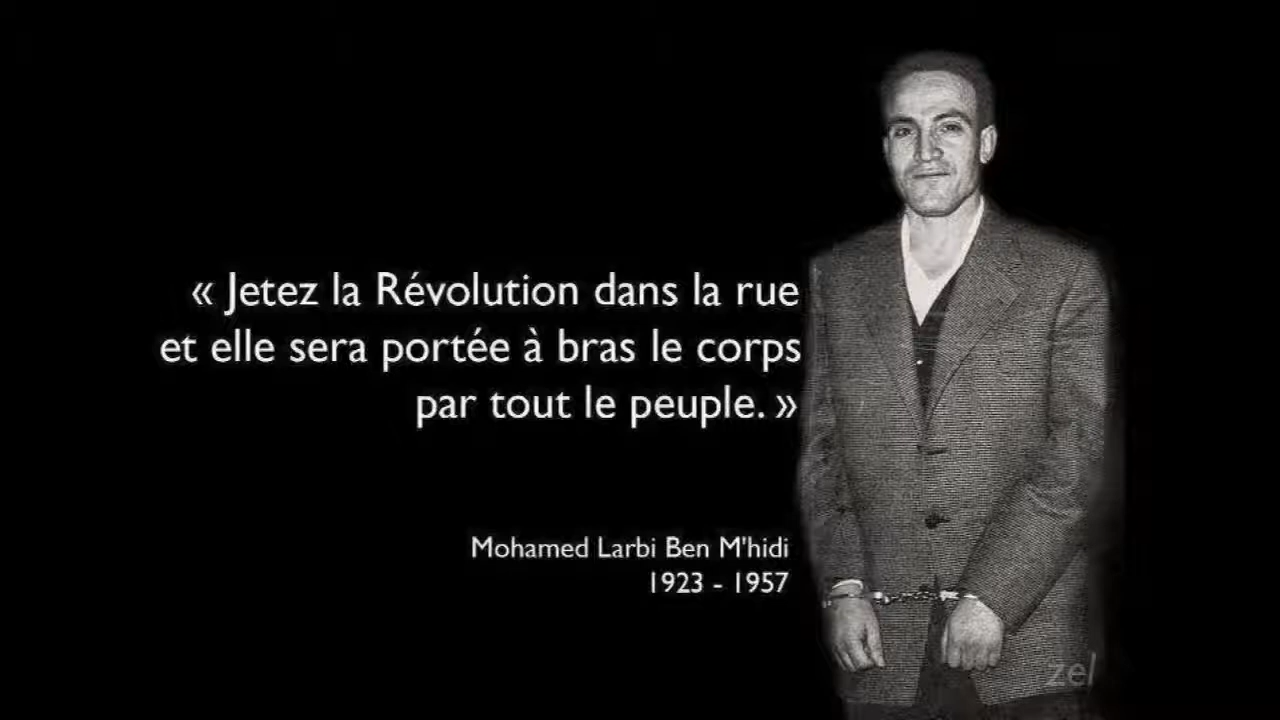 « Jetez la Révolution dans la rue
et elle sera portée à bras le corps
par tout le peuple. »
Mohamed Larbi Ben M'hidi
1923 - 1957
zel